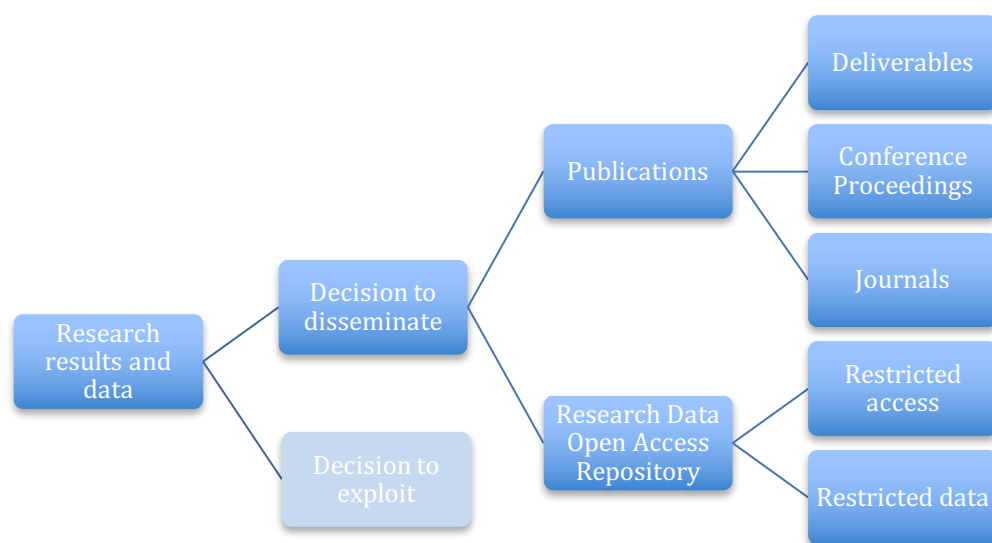 Research
results and
data
Decision to
disseminate
Decision to
exploit
Publications
Research Data
Open Access
Repository
Deliverables
Conference
Proceedings
Journals
Restricted
access
Restricted data